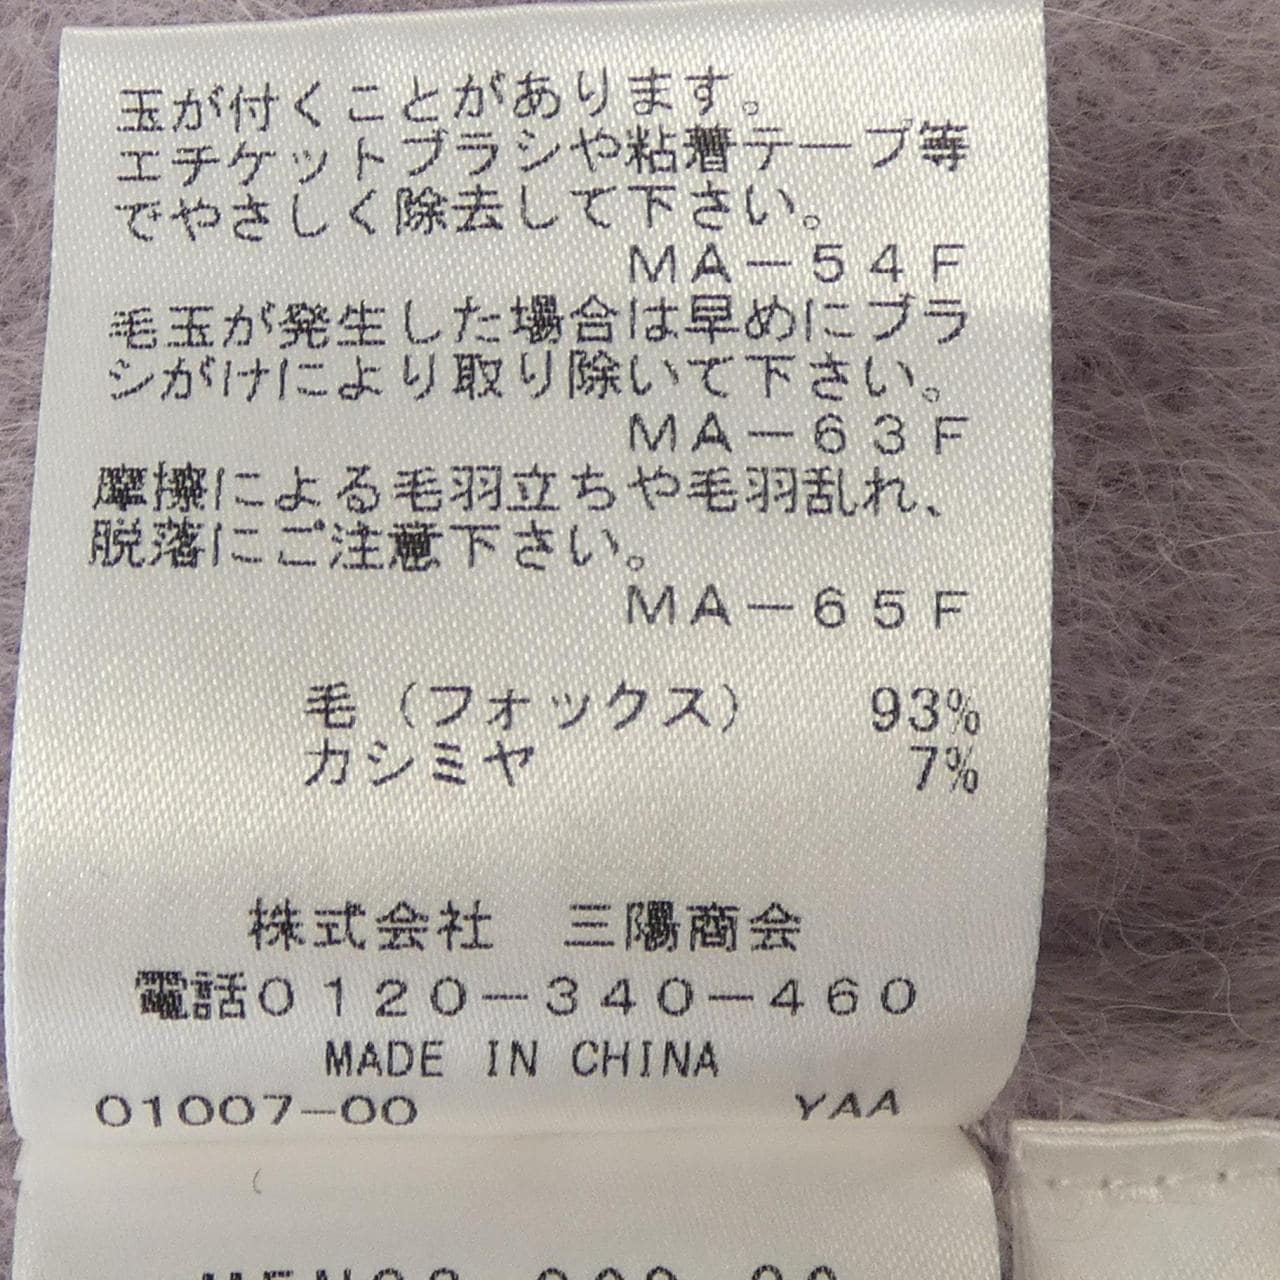 玉が付くことがあります。
エチケットブラシや粘着テープ等
でやさしく除去して下さい。
MA－54F
毛玉が発生した場合は早めにブラ
シがけにより取り除いて下さい。
MA－63F
摩擦による毛羽立ちや毛羽乱れ、
脱落にご注意下さい。
MA－65F
毛（フォックス） 93%
カシミヤ 7%
株式会社　三陽商会
電話0120－340－460
MADE IN CHINA
01007-00 YAA